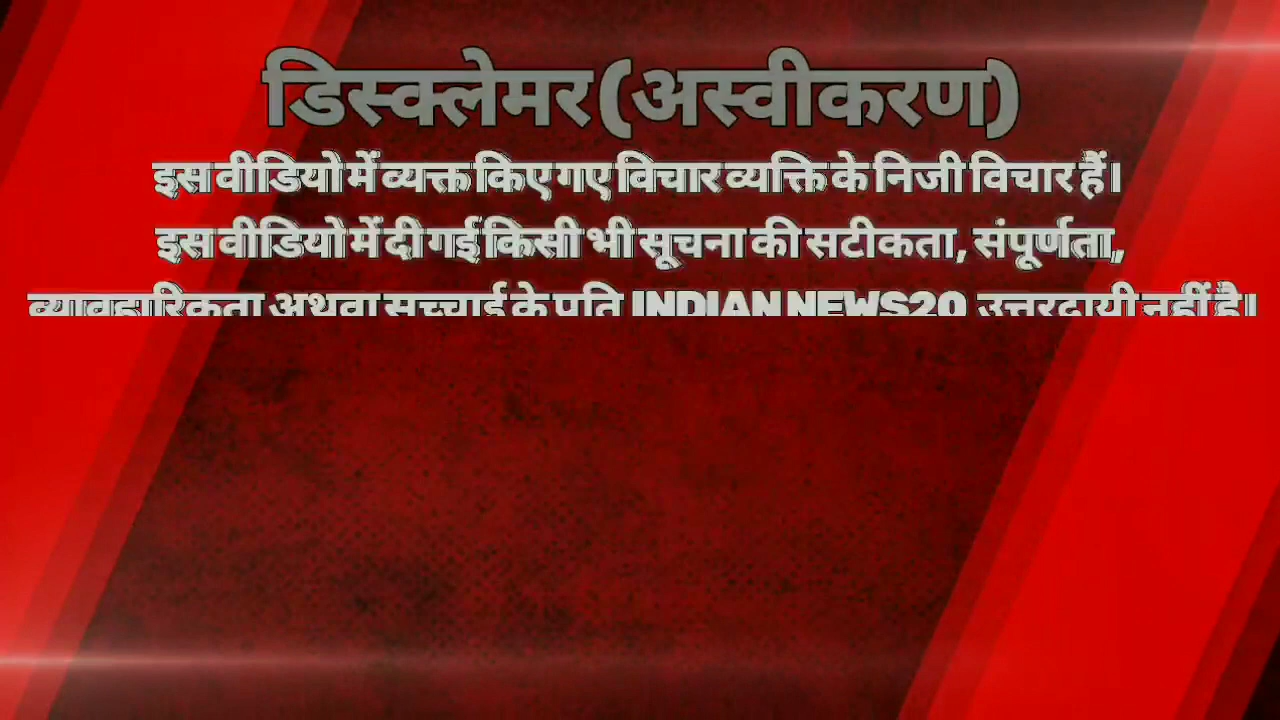 डिस्क्लेमर(अस्वीकरण)
इस वीडियो में व्यक्त किए गए विचार व्यक्ति के निजी विचार हैं।
इस वीडियो में दी गई किसी भी सूचना की सटीकता, संपूर्णता,
व्यावहारिकता अथवा सच्चाई के प्रति INDIAN NEWS20 उत्तरदायी नहीं है।